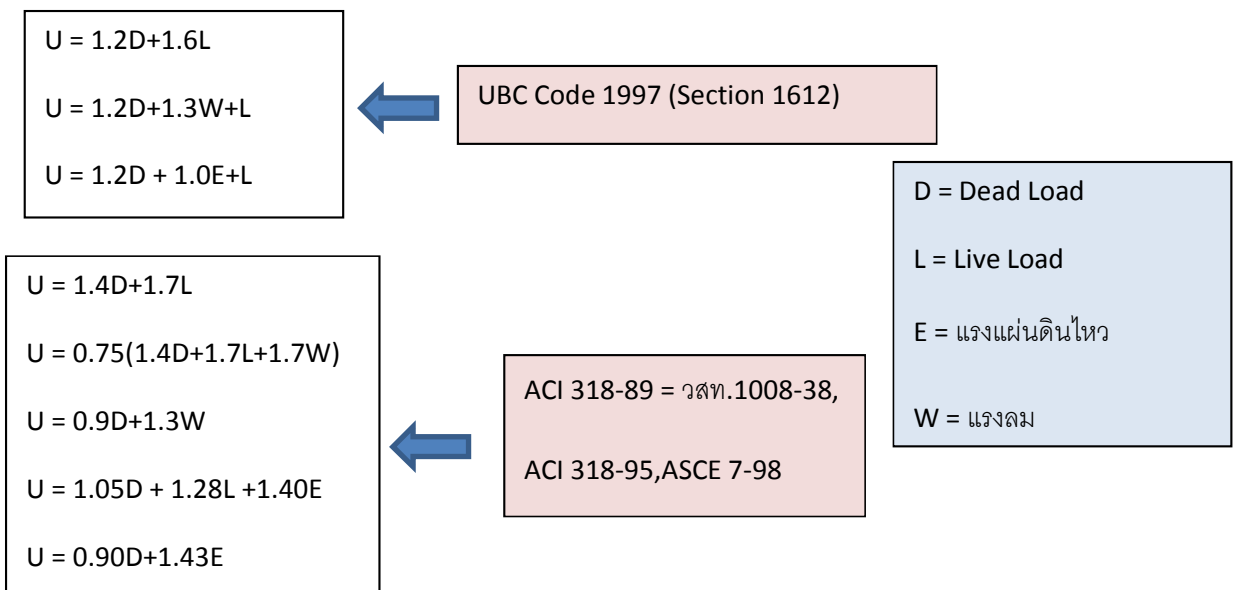 U = 1.2D+1.6L
U = 1.2D+1.3W+L
U = 1.2D + 1.0E+L
UBC Code 1997 (Section 1612)
D = Dead Load
L = Live Load
E = แรงแผ่นดินไหว
W = แรงลม
U = 1.4D+1.7L
U = 0.75(1.4D+1.7L+1.7W)
U = 0.9D+1.3W
U = 1.05D + 1.28L +1.40E
U = 0.90D+1.43E
ACI 318-89 = วสท.1008-38,
ACI 318-95,ASCE 7-98